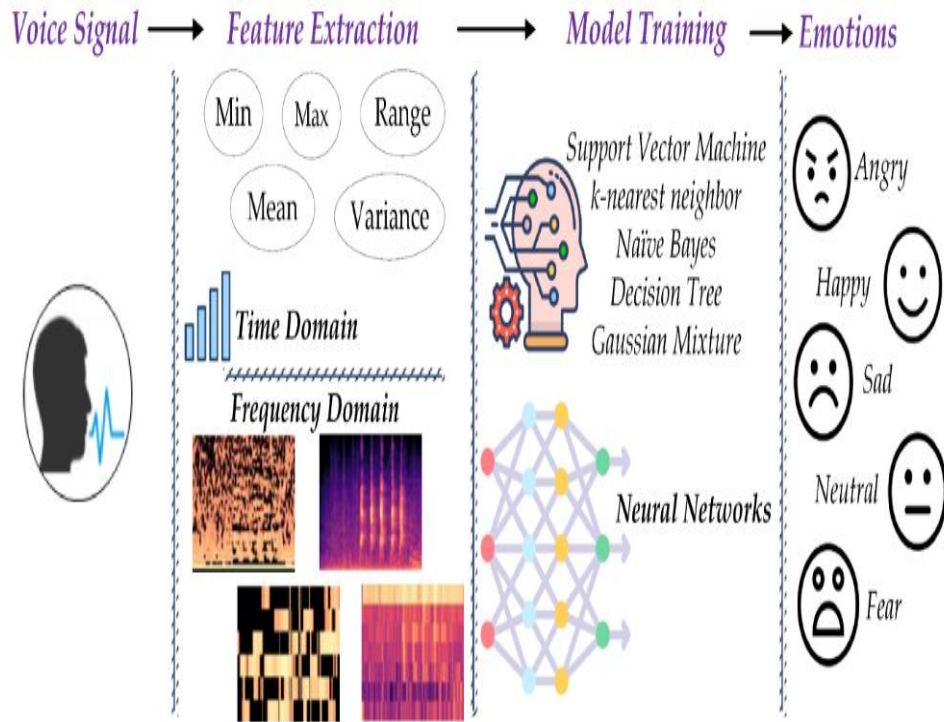 Voice Signal
Feature Extraction
Model Training
Emotions
Min
Max
Range
Mean
Variance
Time Domain
Frequency Domain
Support Vector Machine
k-nearest neighbor
Naïve Bayes
Decision Tree
Gaussian Mixture
Neural Networks
Angry
Happy
Sad
Neutral
Fear